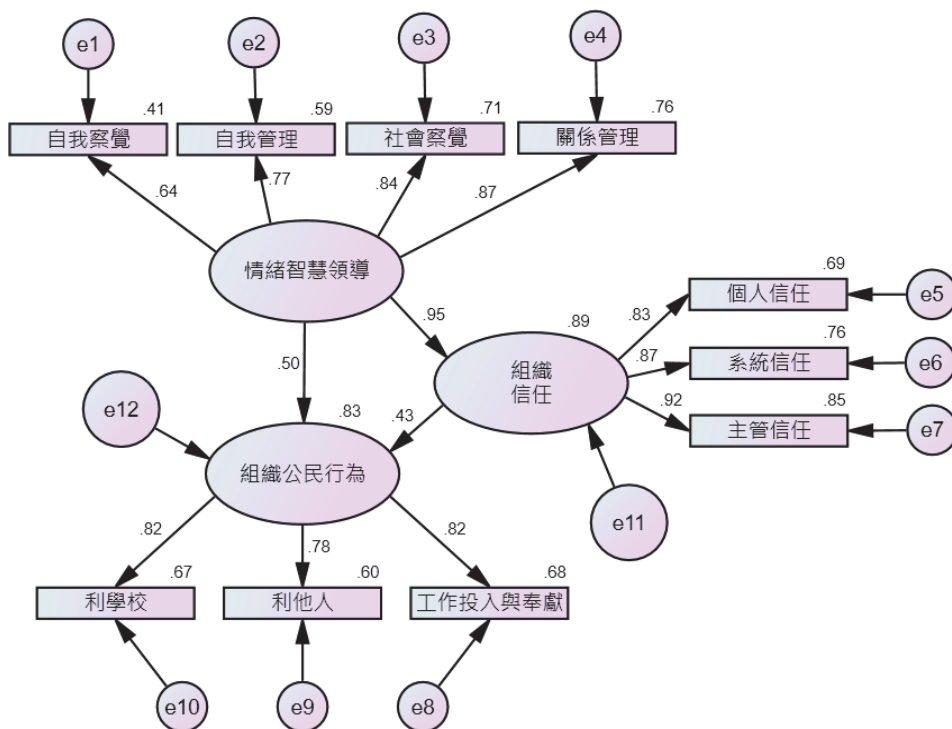 e1
e2
e3
e4
.41
.59
.71
.76
自我察覺
自我管理
社會察覺
關係管理
.64
.77
.84
.87
情緒智慧領導
.69
個人信任
e5
.95
.89
.83
.76
系統信任
e6
.50
組織
信任
.87
.92
.85
主管信任
e7
e12
.83
.43
組織公民行為
e11
.82
.78
.82
.67
.60
.68
利學校
利他人
工作投入與奉獻
e10
e9
e8